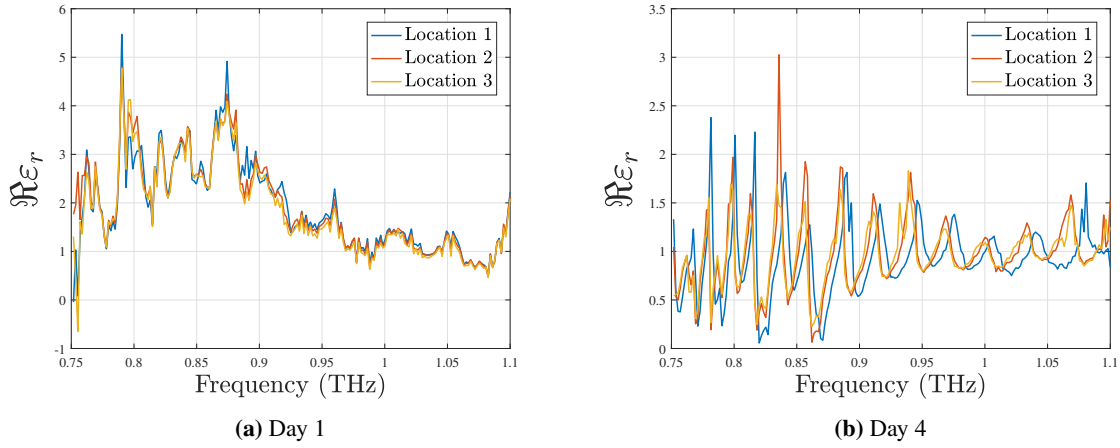 6
5
4
3
2
1
0
-1
ℜε_r
0.75 0.8 0.85 0.9 0.95 1 1.05 1.1
Frequency (THz)
Location 1
Location 2
Location 3
(a) Day 1
3.5
3
2.5
2
1.5
1
0.5
0
ℜε_r
0.75 0.8 0.85 0.9 0.95 1 1.05 1.1
Frequency (THz)
Location 1
Location 2
Location 3
(b) Day 4